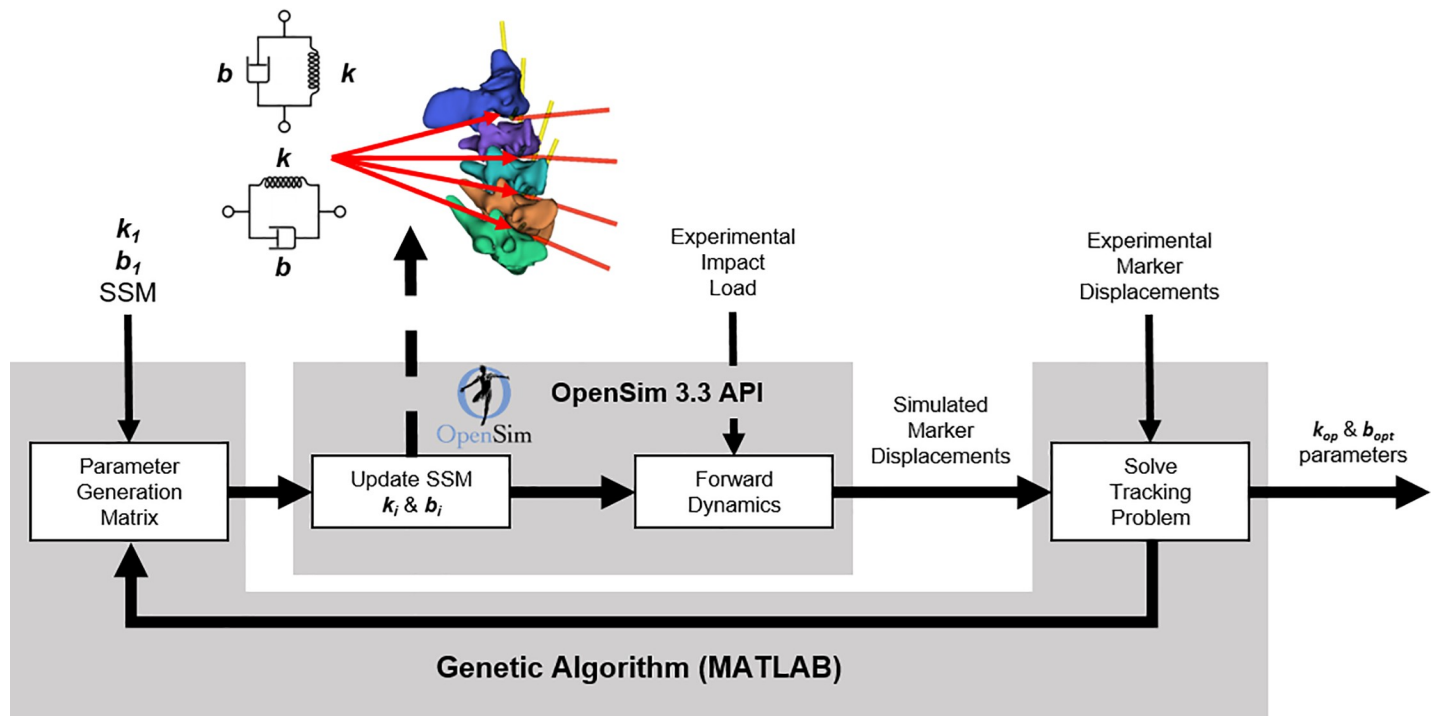 b
k
k
b
k1
b1
SSM
Experimental
Impact
Load
Experimental
Marker
Displacements
OpenSim
OpenSim 3.3 API
Simulated
Marker
Displacements
Parameter
Generation
Matrix
Update SSM
ki & bi
Forward
Dynamics
Solve
Tracking
Problem
kop & bopt
parameters
Genetic Algorithm (MATLAB)